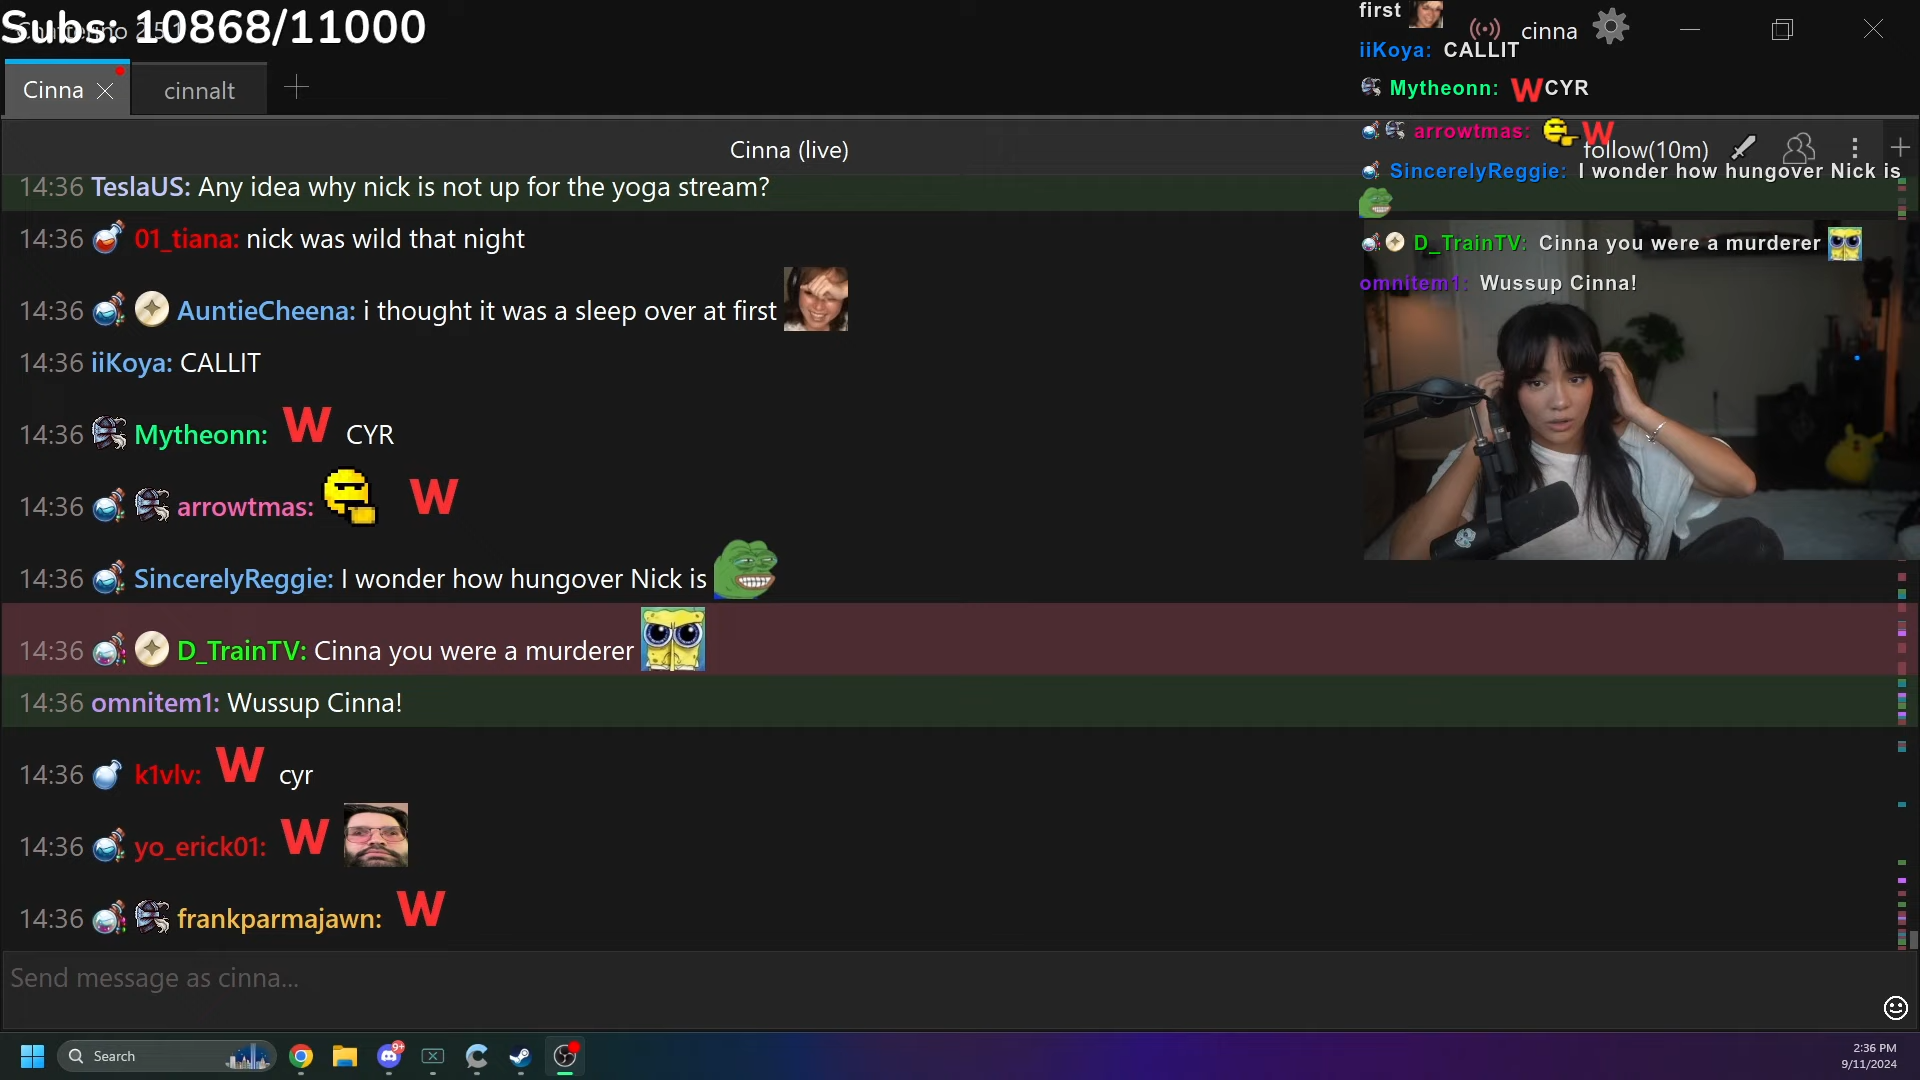 Subs: 10868/11000
cinna
Cinna
cinnalt
Cinna (live)
follow(10m)
14:36 TeslaUS: Any idea why nick is not up for the yoga stream?
14:36 01_tiana: nick was wild that night
14:36 AuntieCheena: i thought it was a sleep over at first
14:36 iiKoya: CALLIT
14:36 Mytheonn: W CYR
14:36 arrowtmas: W
14:36 SincerelyReggie: I wonder how hungover Nick is
14:36 D_TrainTV: Cinna you were a murderer
14:36 omnitem1: Wussup Cinna!
14:36 k1vlv: W cyr
14:36 yo_erick01: W
14:36 frankparmajawn: W
Send message as cinna...
first
iiKoya: CALLIT
Mytheonn: W CYR
arrowtmas: W
SincerelyReggie: I wonder how hungover Nick is
D_TrainTV: Cinna you were a murderer
omnitem1: Wussup Cinna!
Search
9+
2:36 PM
9/11/2024